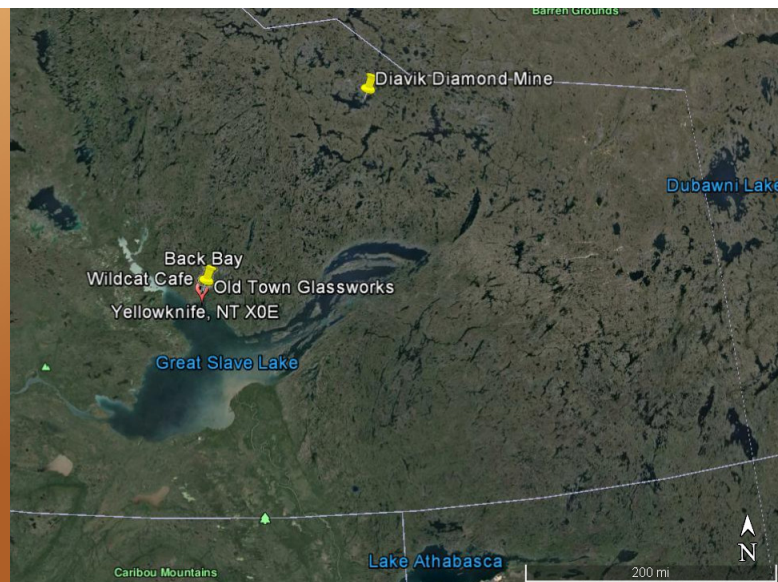 Barren Grounds
Diavik Diamond Mine
Dubawni Lake
Back Bay
Wildcat Cafe
Old Town Glassworks
Yellowknife, NT X0E
Great Slave Lake
N
Lake Athabasca
200 mi
Caribou Mountains